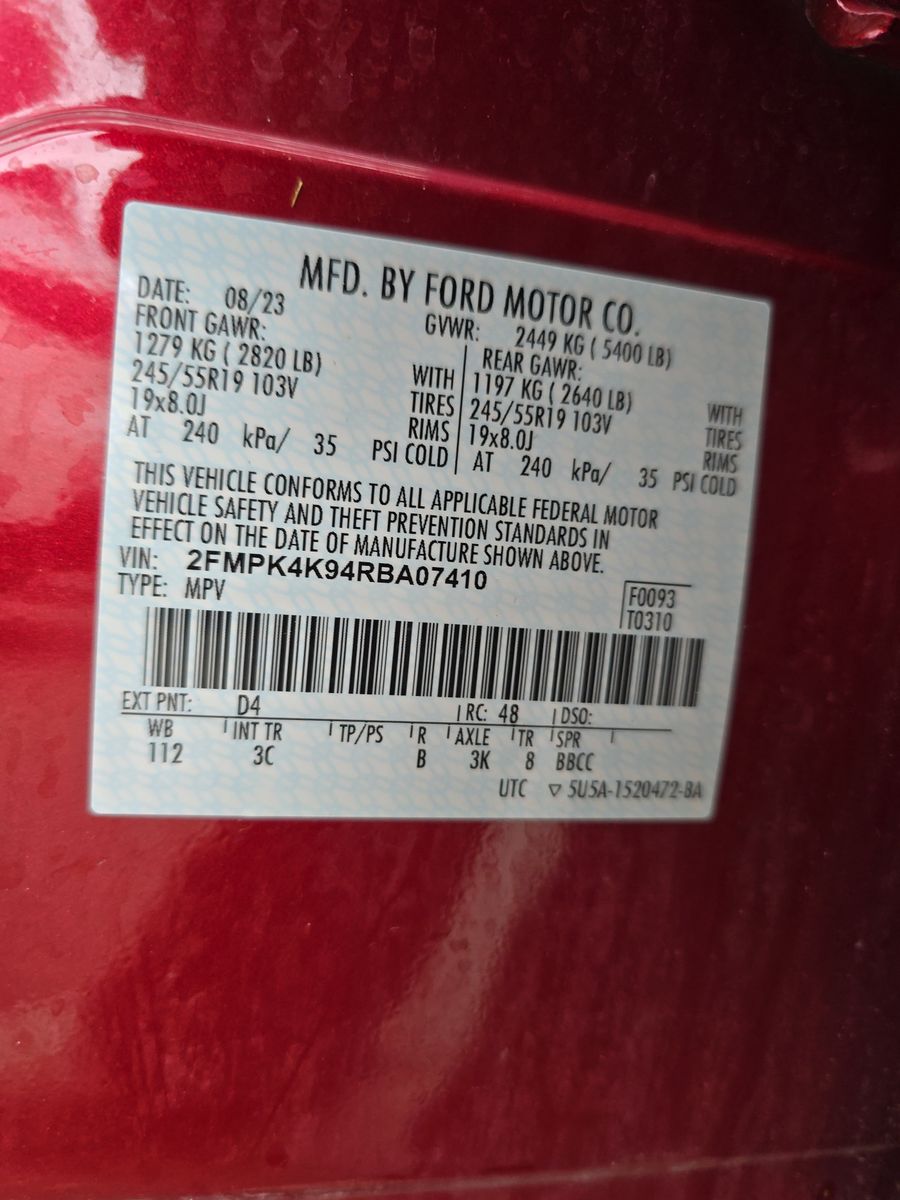 MFD. BY FORD MOTOR CO.
DATE: 08/23 GVWR: 2449 KG ( 5400 LB)
FRONT GAWR: REAR GAWR:
1279 KG ( 2820 LB) WITH 1197 KG ( 2640 LB) WITH
245/55R19 103V TIRES 245/55R19 103V TIRES
19x8.0J RIMS 19x8.0J RIMS
AT 240 kPa/ 35 PSI COLD AT 240 kPa/ 35 PSI COLD
THIS VEHICLE CONFORMS TO ALL APPLICABLE FEDERAL MOTOR
VEHICLE SAFETY AND THEFT PREVENTION STANDARDS IN
EFFECT ON THE DATE OF MANUFACTURE SHOWN ABOVE.
VIN: 2FMPK4K94RBA07410
TYPE: MPV
F0093
T0310
EXT PNT: D4 RC: 48 DSO:
WB INT TR TP/PS R AXLE TR SPR
112 3C B 3K 8 BBCC
UTC ▽ 5U5A-1520472-BA